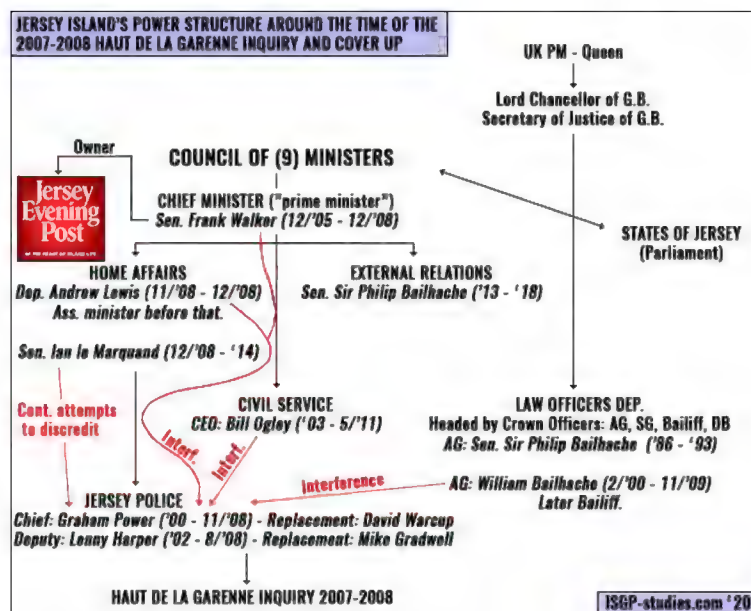 JERSEY ISLAND'S POWER STRUCTURE AROUND THE TIME OF THE
2007-2008 HAUT DE LA GARENNE INQUIRY AND COVER UP
UK PM - Queen
Lord Chancellor of G.B.
Secretary of Justice of G.B.
Owner
COUNCIL OF (9) MINISTERS
Jersey
Evening
Post
AT THE HEART OF ISLAND LIFE
CHIEF MINISTER ("prime minister")
Sen. Frank Walker (12/'05 - 12/'08)
STATES OF JERSEY
(Parliament)
HOME AFFAIRS
Dep. Andrew Lewis (11/'08 - 12/'08)
Ass. minister before that.
EXTERNAL RELATIONS
Sen. Sir Philip Bailhache ('13 - '18)
Sen. Ian le Marquand (12/'08 - '14)
Cont. attempts
to discredit
CIVIL SERVICE
CEO: Bill Ogley ('03 - 5/'11)
LAW OFFICERS DEP.
Headed by Crown Officers: AG, SG, Bailiff, DB
AG: Sen. Sir Philip Bailhache ('86 - '93)
Interf.
Interf.
Interference
AG: William Bailhache (2/'00 - 11/'09)
Later Bailiff.
JERSEY POLICE
Chief: Graham Power ('00 - 11/'08) - Replacement: David Warcup
Deputy: Lenny Harper ('02 - 8/'08) - Replacement: Mike Gradwell
HAUT DE LA GARENNE INQUIRY 2007-2008
ISGP-studies.com '20